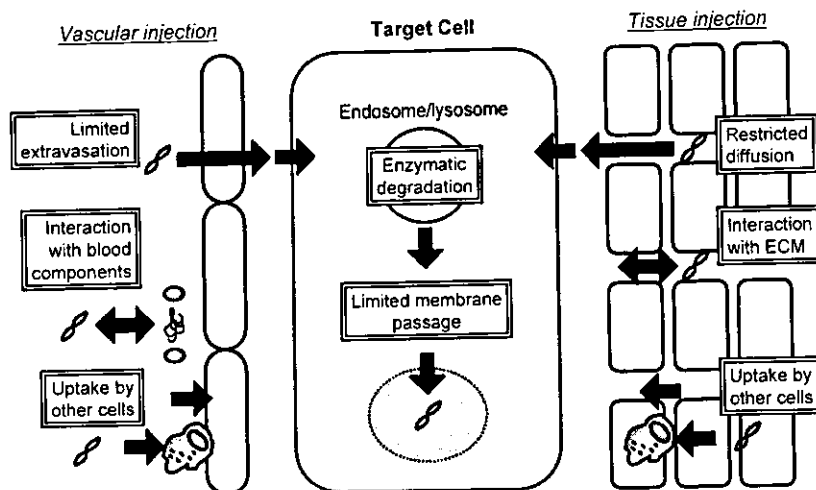 Vascular injection
Limited
extravasation
Interaction
with blood
components
Uptake by
other cells
Target Cell
Endosome/lysosome
Enzymatic
degradation
Limited membrane
passage
Tissue injection
Restricted
diffusion
Interaction
with ECM
Uptake by
other cells